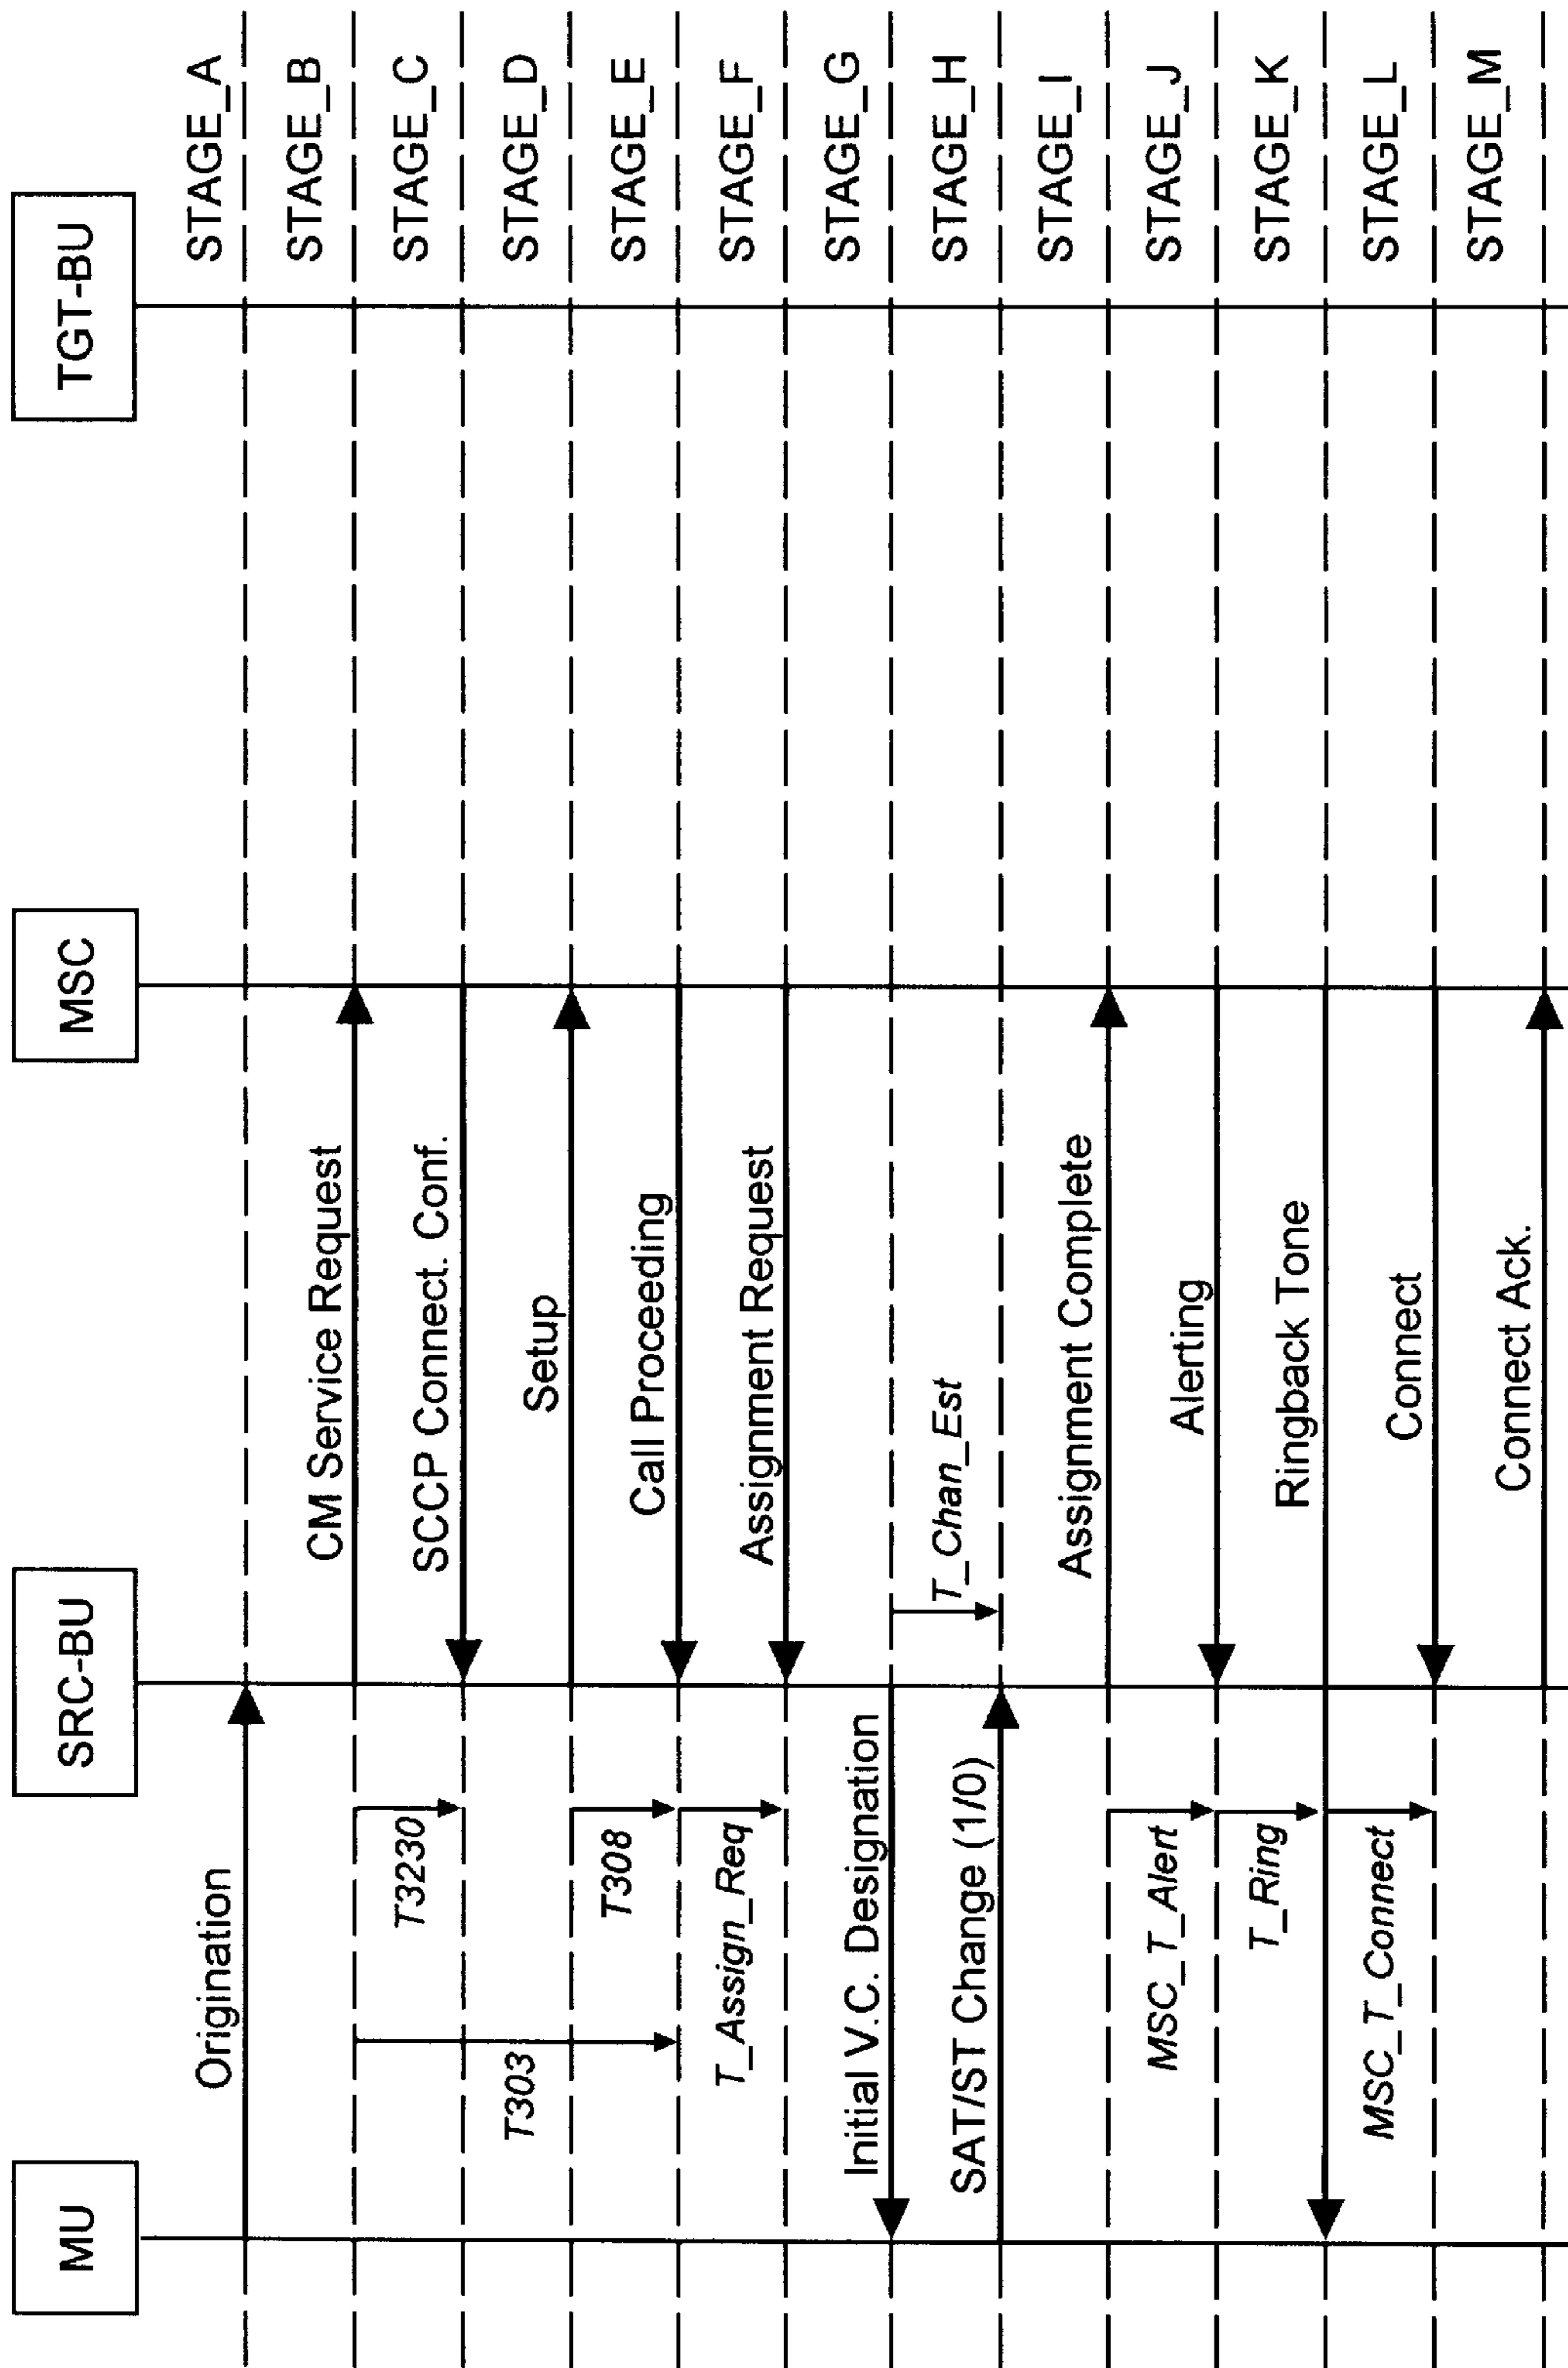 MU
SRC-BU
MSC
TGT-BU
Origination
STAGE_A
CM Service Request
STAGE_B
T3230
SCCP Connect. Conf.
STAGE_C
T303
Setup
STAGE_D
T308
Call Proceeding
STAGE_E
T_Assign_Req
Assignment Request
STAGE_F
Initial V.C. Designation
STAGE_G
SAT/ST Change (1/0)
T_Chan_Est
STAGE_H
Assignment Complete
STAGE_I
MSC_T_Alert
Alerting
STAGE_J
T_Ring
Ringback Tone
STAGE_K
MSC_T_Connect
Connect
STAGE_L
Connect Ack.
STAGE_M